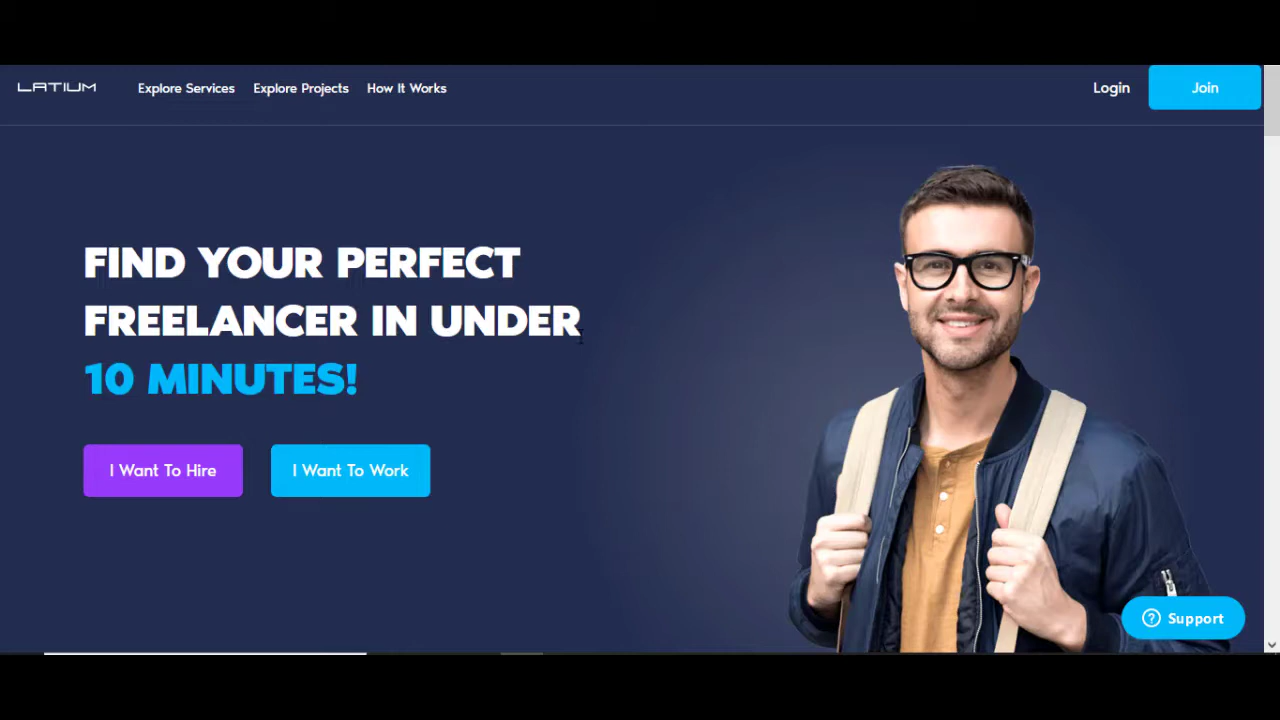 LATIUM
Explore Services
Explore Projects
How It Works
Login
Join
FIND YOUR PERFECT
FREELANCER IN UNDER
10 MINUTES!
I Want To Hire
I Want To Work
? Support